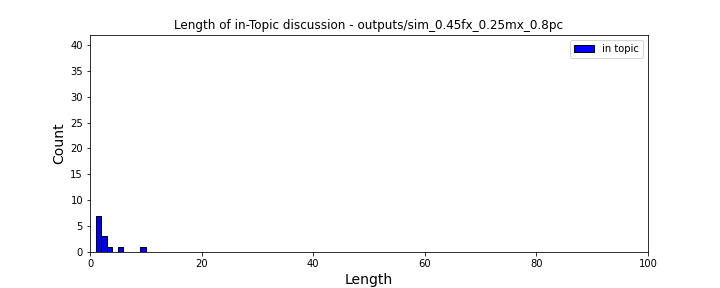 Length of in-Topic discussion - outputs/sim_0.45fx_0.25mx_0.8pc
in topic
40
35
30
25
20
15
10
5
0
Count
0 20 40 60 80 100
Length